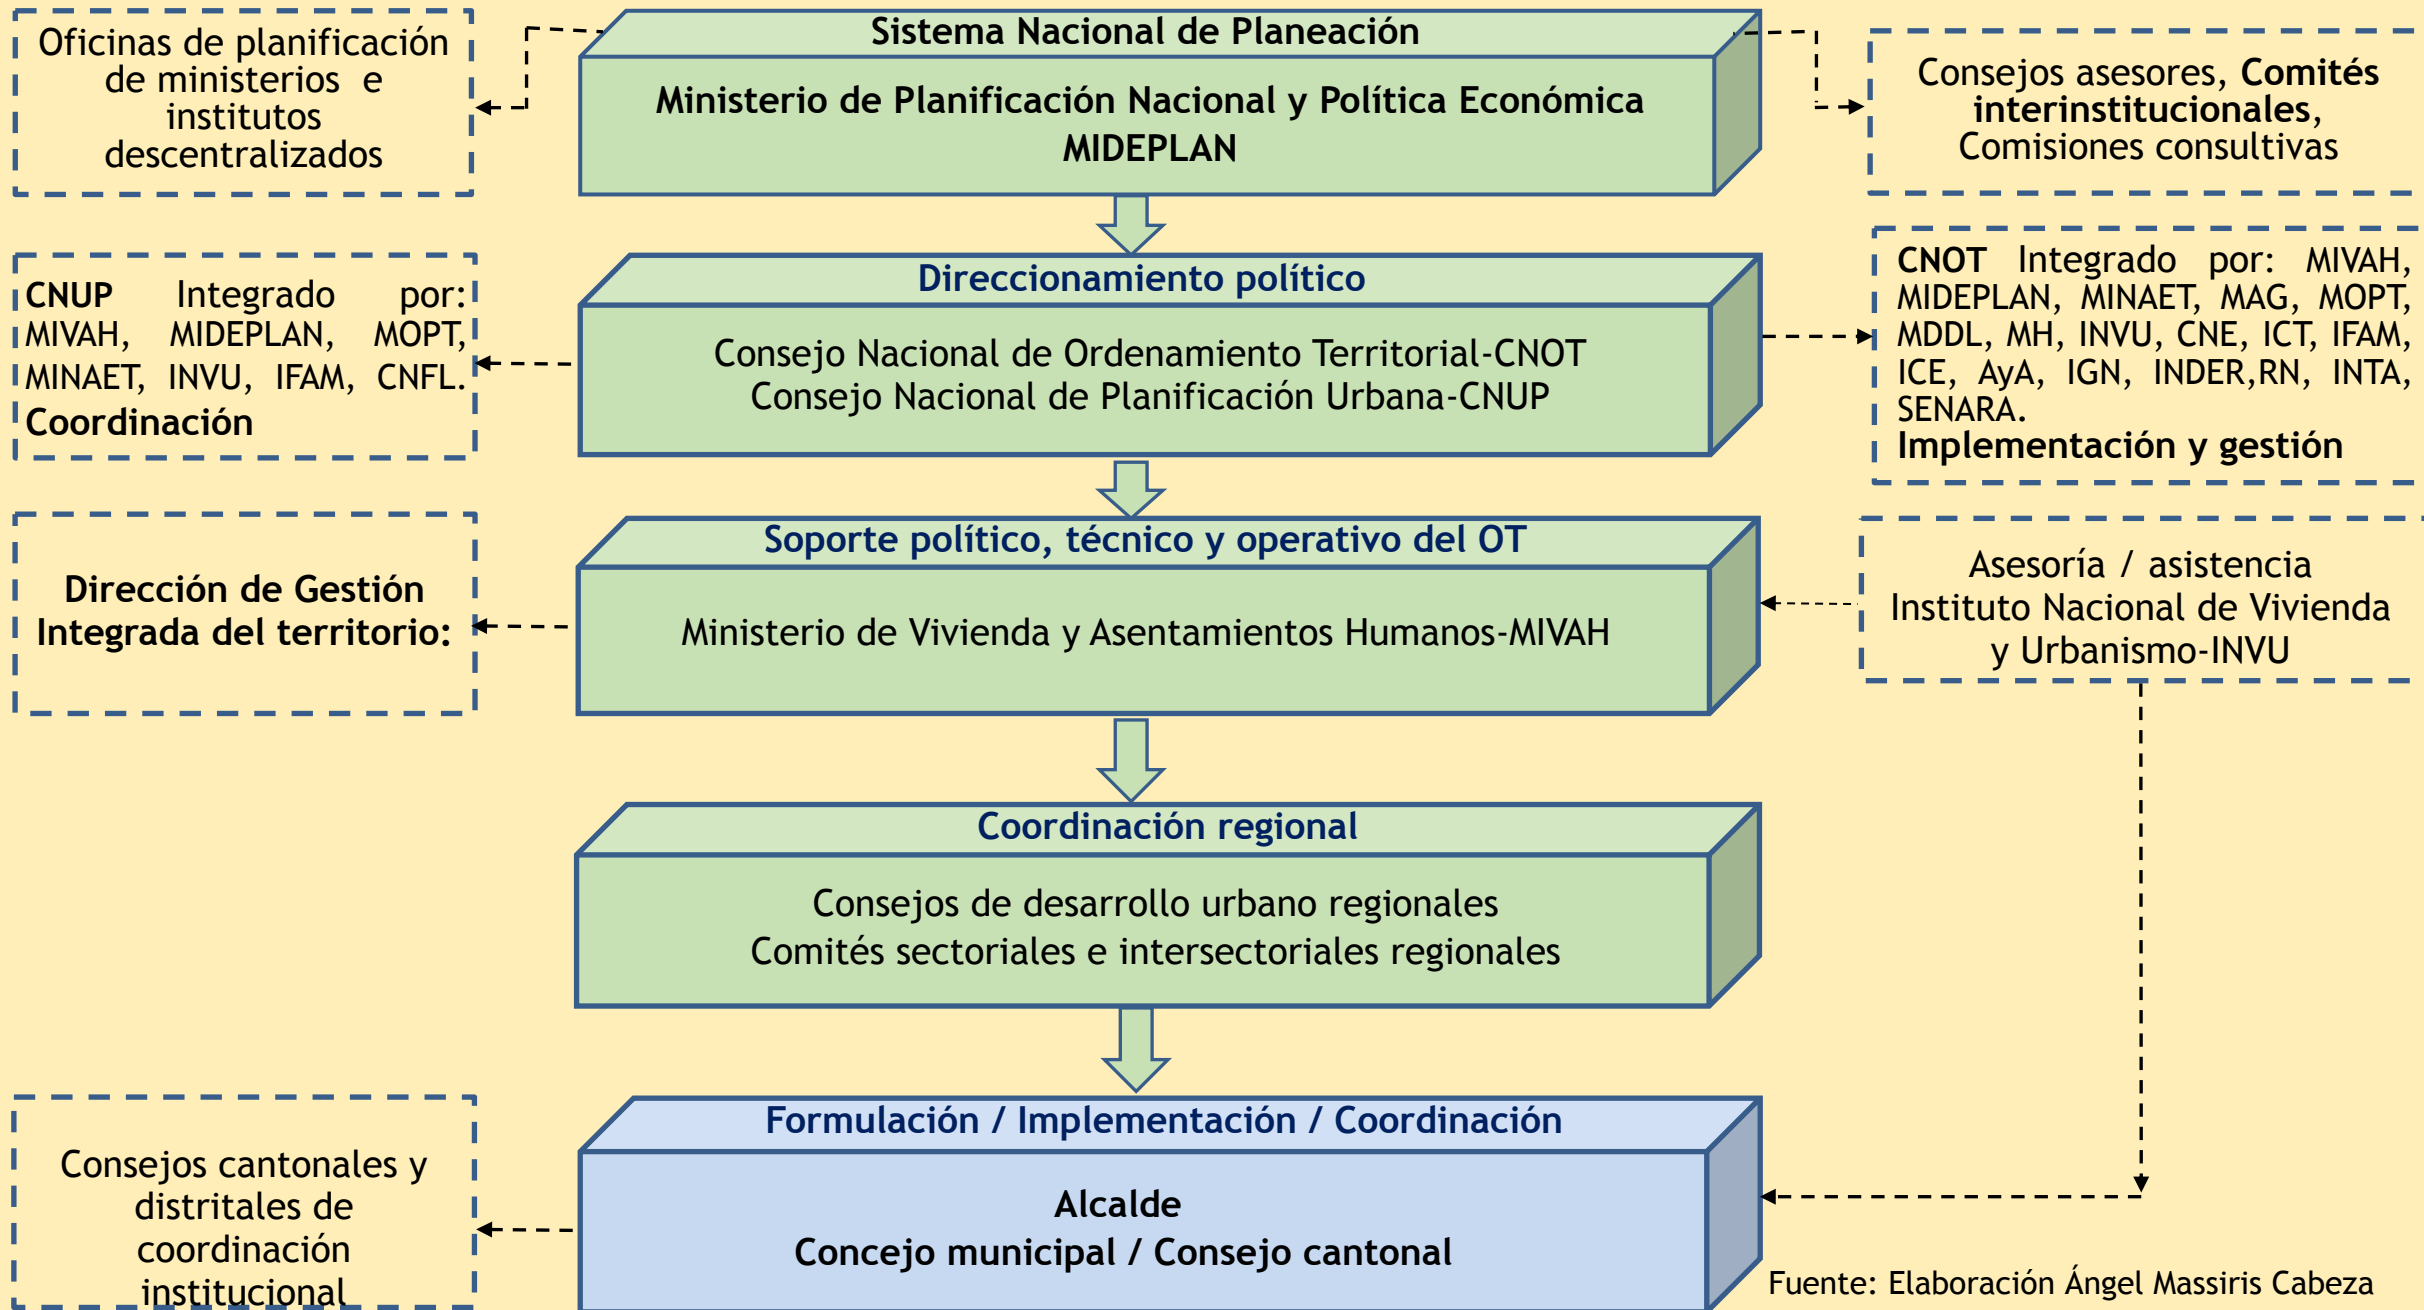 Oficinas de planificación
de ministerios e
institutos
descentralizados
Sistema Nacional de Planeación
Ministerio de Planificación Nacional y Política Económica
MIDEPLAN
Consejos asesores, Comités
interinstitucionales,
Comisiones consultivas
CNUP Integrado por:
MIVAH, MIDEPLAN, MOPT,
MINAET, INVU, IFAM, CNFL.
Coordinación
Direccionamiento político
Consejo Nacional de Ordenamiento Territorial-CNOT
Consejo Nacional de Planificación Urbana-CNUP
CNOT Integrado por: MIVAH,
MIDEPLAN, MINAET, MAG, MOPT,
MDDL, MH, INVU, CNE, ICT, IFAM,
ICE, AyA, IGN, INDER,RN, INTA,
SENARA.
Implementación y gestión
Dirección de Gestión
Integrada del territorio:
Soporte político, técnico y operativo del OT
Ministerio de Vivienda y Asentamientos Humanos-MIVAH
Asesoría / asistencia
Instituto Nacional de Vivienda
y Urbanismo-INVU
Coordinación regional
Consejos de desarrollo urbano regionales
Comités sectoriales e intersectoriales regionales
Consejos cantonales y
distritales de
coordinación
institucional
Formulación / Implementación / Coordinación
Alcalde
Concejo municipal / Consejo cantonal
Fuente: Elaboración Ángel Massiris Cabeza